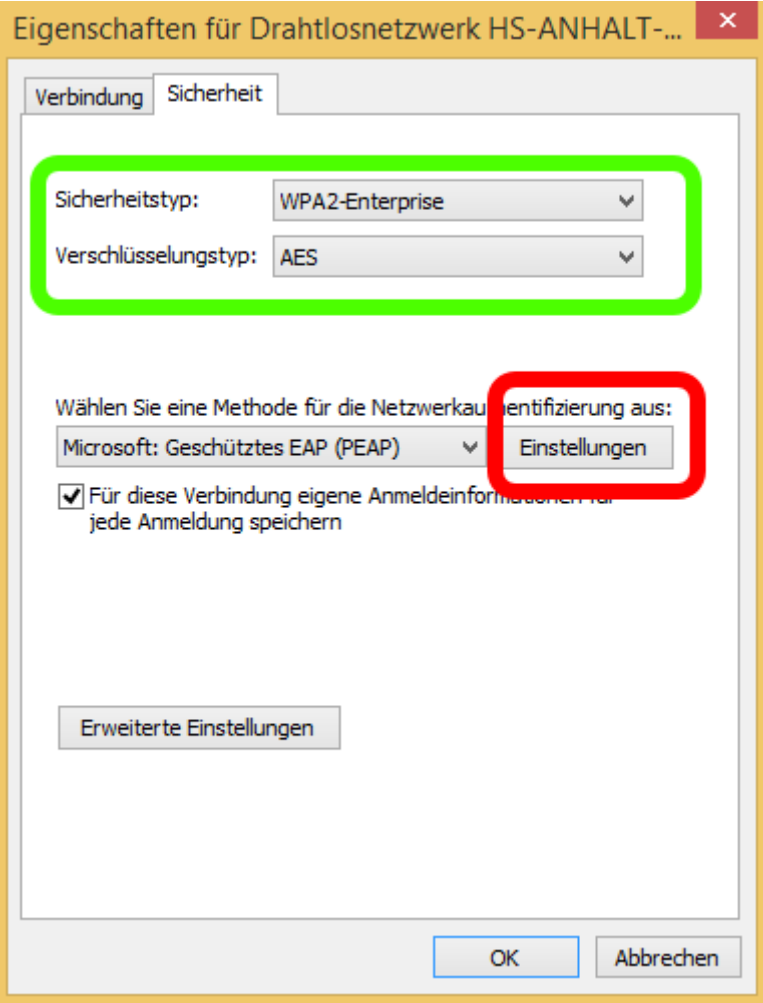 Eigenschaften für Drahtlosnetzwerk HS-ANHALT-...
Verbindung
Sicherheit
Sicherheitstyp:
WPA2-Enterprise
Verschlüsselungstyp:
AES
Wählen Sie eine Methode für die Netzwerkauthentifizierung aus:
Microsoft: Geschütztes EAP (PEAP)
Einstellungen
Für diese Verbindung eigene Anmeldeinformationen für
jede Anmeldung speichern
Erweiterte Einstellungen
OK
Abbrechen